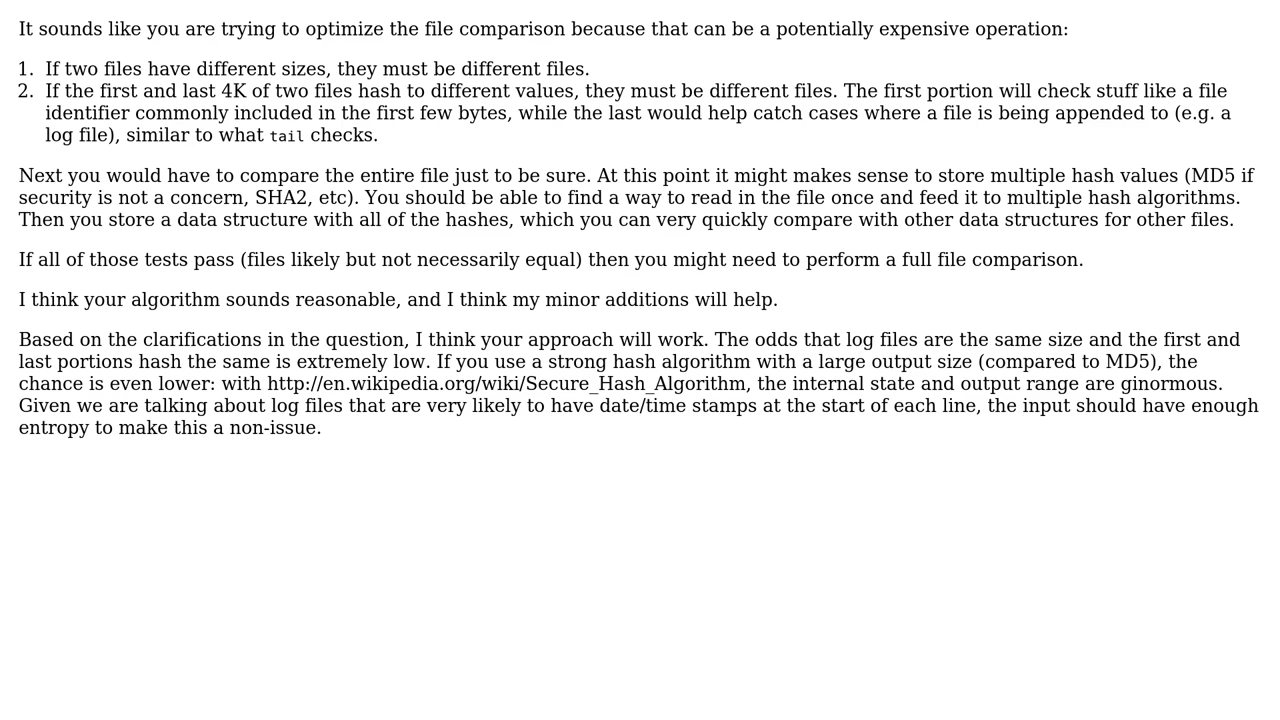 It sounds like you are trying to optimize the file comparison because that can be a potentially expensive operation:
1. If two files have different sizes, they must be different files.
2. If the first and last 4K of two files hash to different values, they must be different files. The first portion will check stuff like a file
identifier commonly included in the first few bytes, while the last would help catch cases where a file is being appended to (e.g. a
log file), similar to what tail checks.
Next you would have to compare the entire file just to be sure. At this point it might makes sense to store multiple hash values (MD5 if
security is not a concern, SHA2, etc). You should be able to find a way to read in the file once and feed it to multiple hash algorithms.
Then you store a data structure with all of the hashes, which you can very quickly compare with other data structures for other files.
If all of those tests pass (files likely but not necessarily equal) then you might need to perform a full file comparison.
I think your algorithm sounds reasonable, and I think my minor additions will help.
Based on the clarifications in the question, I think your approach will work. The odds that log files are the same size and the first and
last portions hash the same is extremely low. If you use a strong hash algorithm with a large output size (compared to MD5), the
chance is even lower: with http://en.wikipedia.org/wiki/Secure_Hash_Algorithm, the internal state and output range are ginormous.
Given we are talking about log files that are very likely to have date/time stamps at the start of each line, the input should have enough
entropy to make this a non-issue.